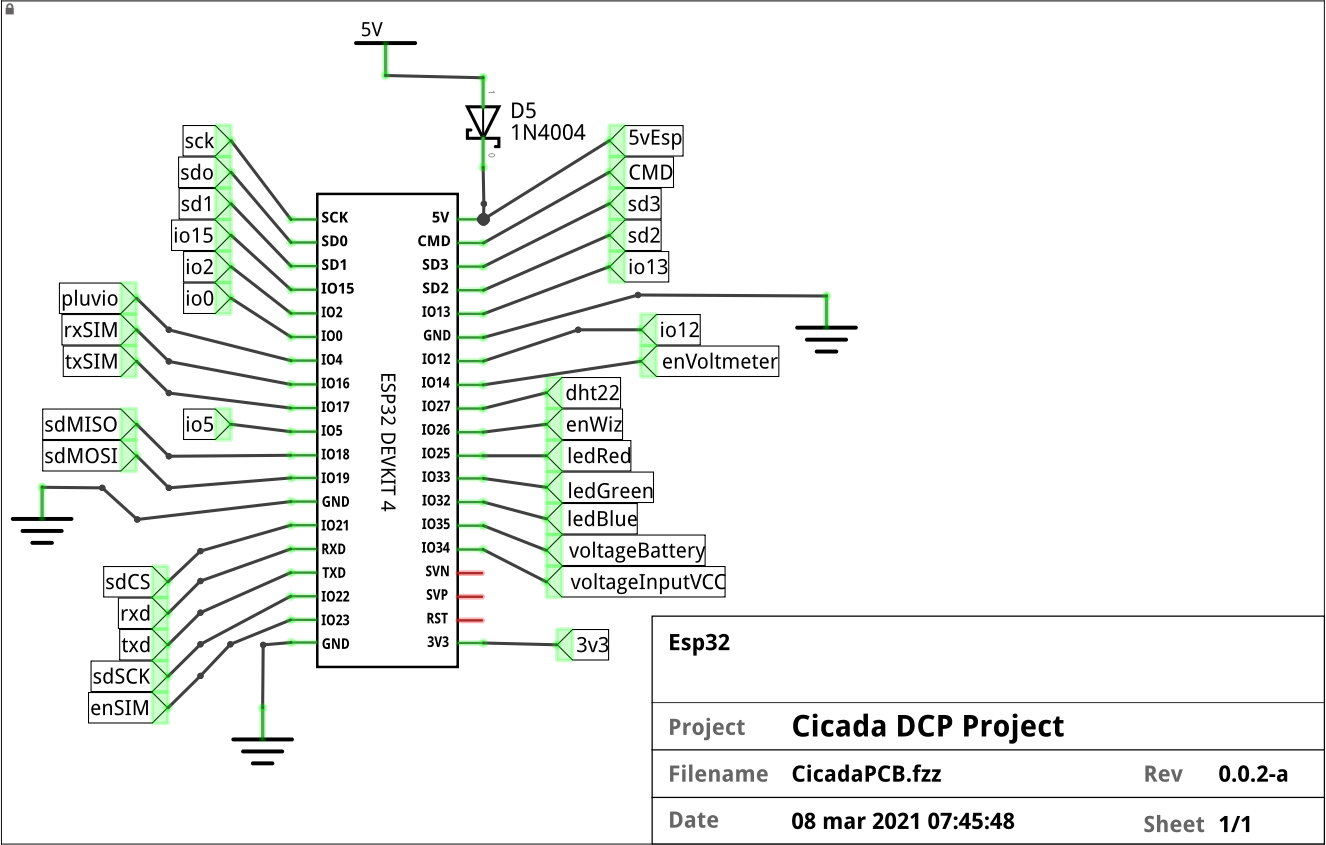 5V
1
D5
1N4004
0
sck
sdo
sd1
io15
io2
io0
pluvio
rxSIM
txSIM
io5
sdMISO
sdMOSI
sdCS
rxd
txd
sdSCK
enSIM
SCK
SD0
SD1
IO15
IO2
IO0
IO4
IO16
IO17
IO5
IO18
IO19
GND
IO21
RXD
TXD
IO22
IO23
GND
ESP32 DEVKIT 4
5V
CMD
SD3
SD2
IO13
GND
IO12
IO14
IO27
IO26
IO25
IO33
IO32
IO35
IO34
SVN
SVP
RST
3V3
5vEsp
CMD
sd3
sd2
io13
io12
enVoltmeter
dht22
enWiz
ledRed
ledGreen
ledBlue
voltageBattery
voltageInputVCC
3v3
Esp32
Project Cicada DCP Project
Filename CicadaPCB.fzz Rev 0.0.2-a
Date 08 mar 2021 07:45:48 Sheet 1/1